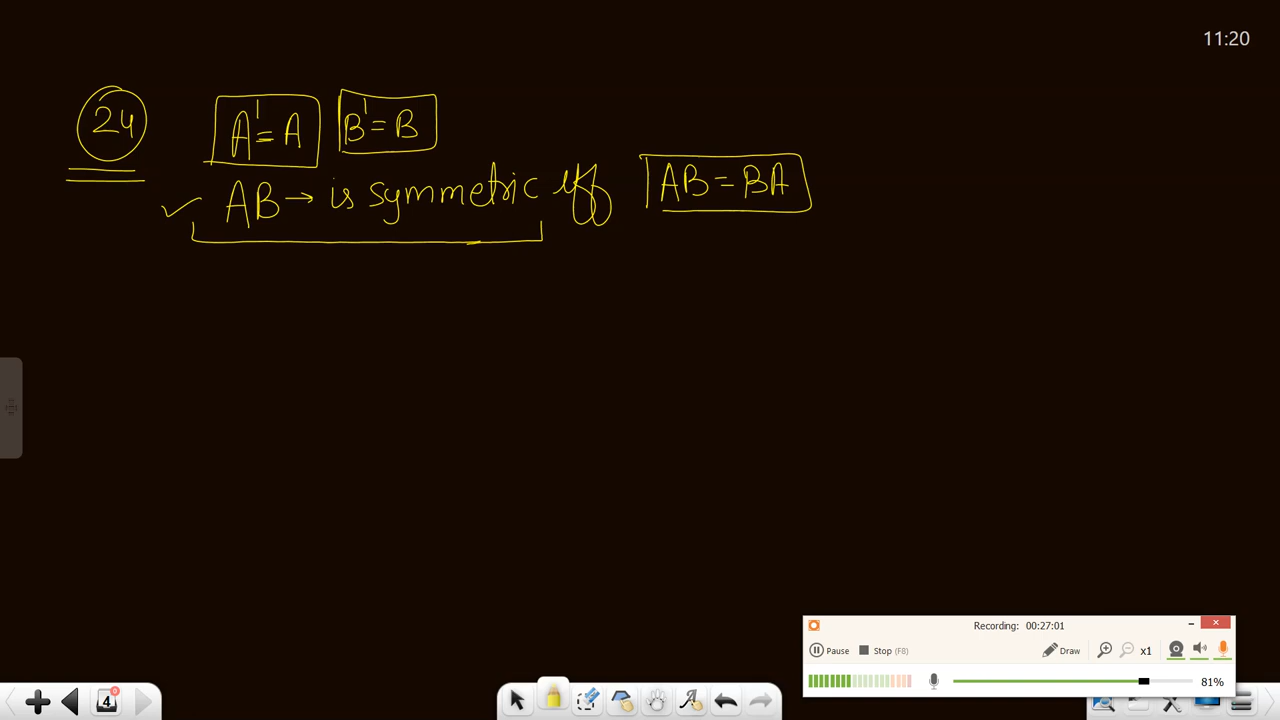 11:20
24 A'=A B'=B
AB→ is symmetric iff AB=BA
Recording: 00:27:01
Pause Stop (F8) Draw x1
81%
4 0